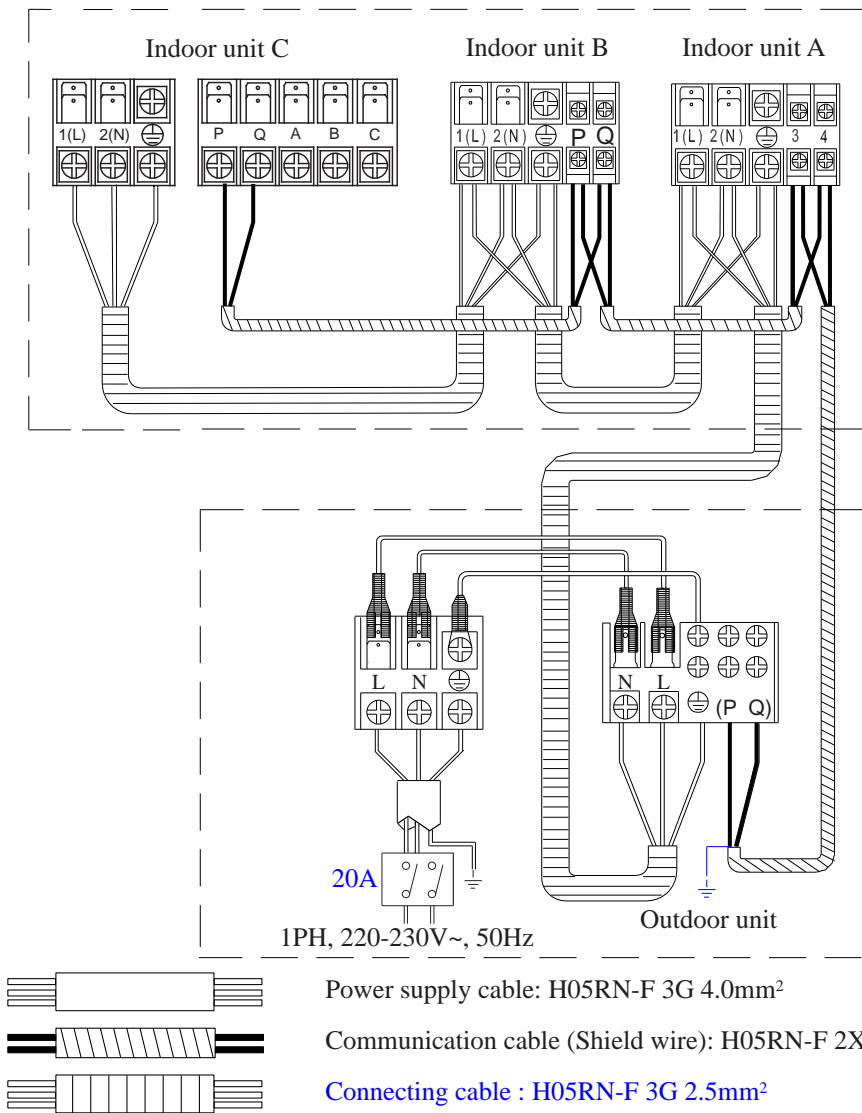 Indoor unit C Indoor unit B Indoor unit A
1(L) 2(N) P Q A B C 1(L) 2(N) P Q 1(L) 2(N) 3 4
L N N L (P Q)
20A
1PH, 220-230V~, 50Hz
Outdoor unit
Power supply cable: H05RN-F 3G 4.0mm²
Communication cable (Shield wire): H05RN-F 2X
Connecting cable : H05RN-F 3G 2.5mm²